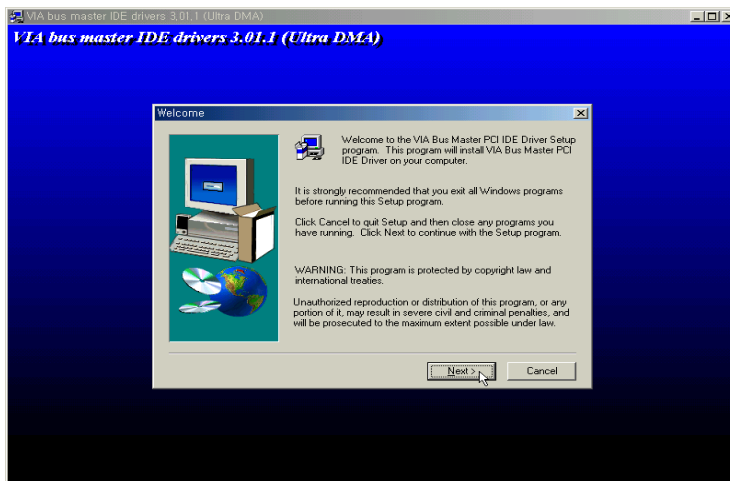 VIA bus master IDE drivers 3,01,1 (Ultra DMA)
VIA bus master IDE drivers 3.01.1 (Ultra DMA)
Welcome
Welcome to the VIA Bus Master PCI IDE Driver Setup
program. This program will install VIA Bus Master PCI
IDE Driver on your computer.
It is strongly recommended that you exit all Windows programs
before running this Setup program.
Click Cancel to quit Setup and then close any programs you
have running. Click Next to continue with the Setup program.
WARNING: This program is protected by copyright law and
international treaties.
Unauthorized reproduction or distribution of this program, or any
portion of it, may result in severe civil and criminal penalties, and
will be prosecuted to the maximum extent possible under law.
Next >
Cancel